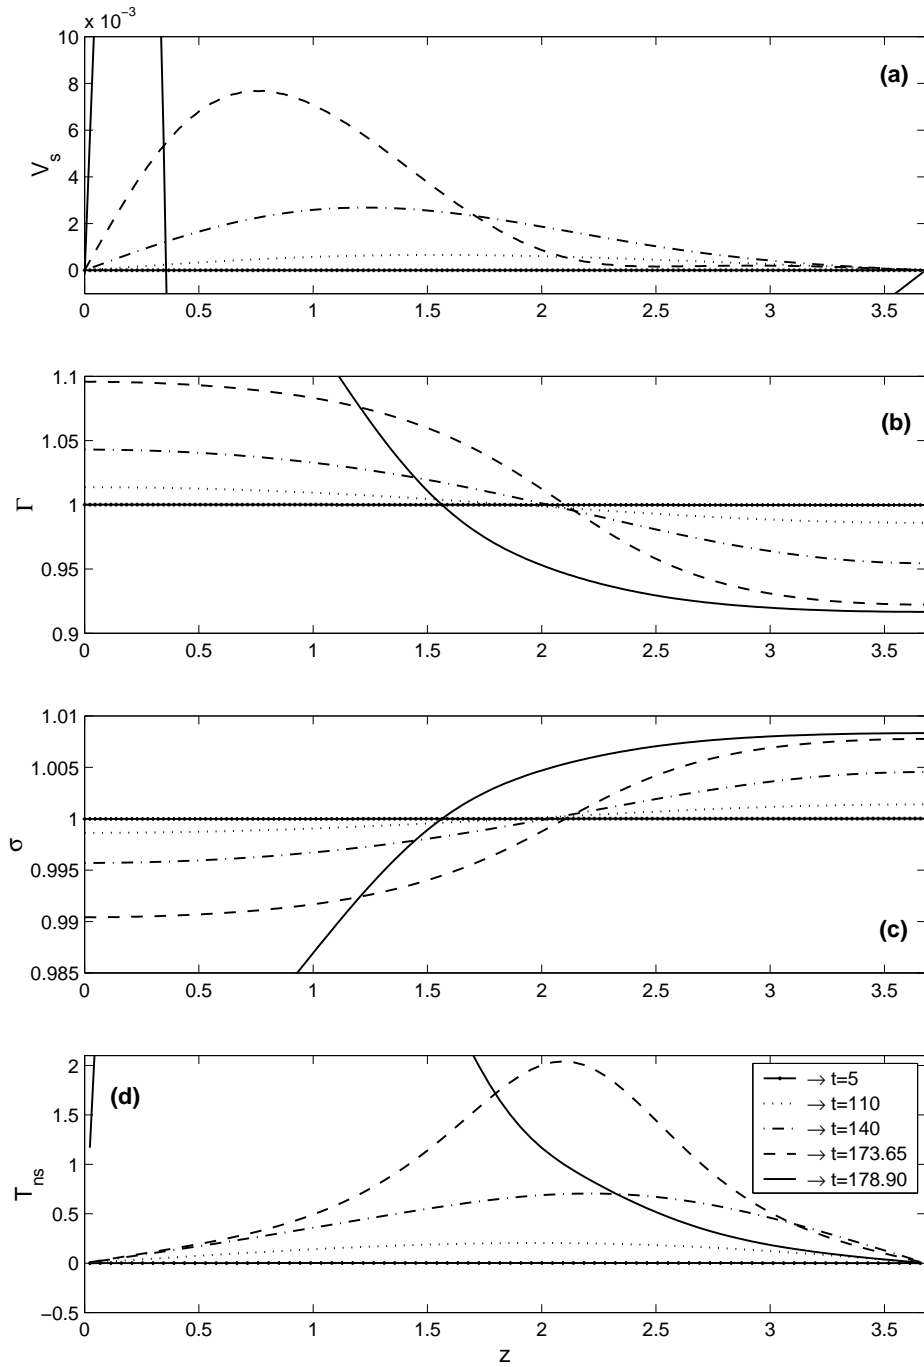 x 10⁻³
10
8
6
4
2
0
V_s
(a)
0 0.5 1 1.5 2 2.5 3 3.5
1.1
1.05
1
0.95
0.9
Γ
(b)
0 0.5 1 1.5 2 2.5 3 3.5
1.01
1.005
1
0.995
0.99
0.985
σ
(c)
0 0.5 1 1.5 2 2.5 3 3.5
2
1.5
1
0.5
0
−0.5
T_ns
(d)
→ t=5
→ t=110
→ t=140
→ t=173.65
→ t=178.90
0 0.5 1 1.5 2 2.5 3 3.5
z